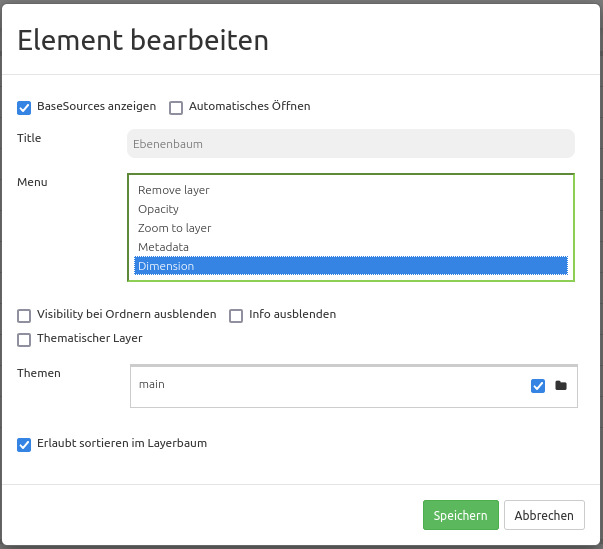 Element bearbeiten
BaseSources anzeigen Automatisches Öffnen
Title Ebenenbaum
Menu
Remove layer
Opacity
Zoom to layer
Metadata
Dimension
Visibility bei Ordnern ausblenden Info ausblenden
Thematischer Layer
Themen
main
Erlaubt sortieren im Layerbaum
Speichern Abbrechen